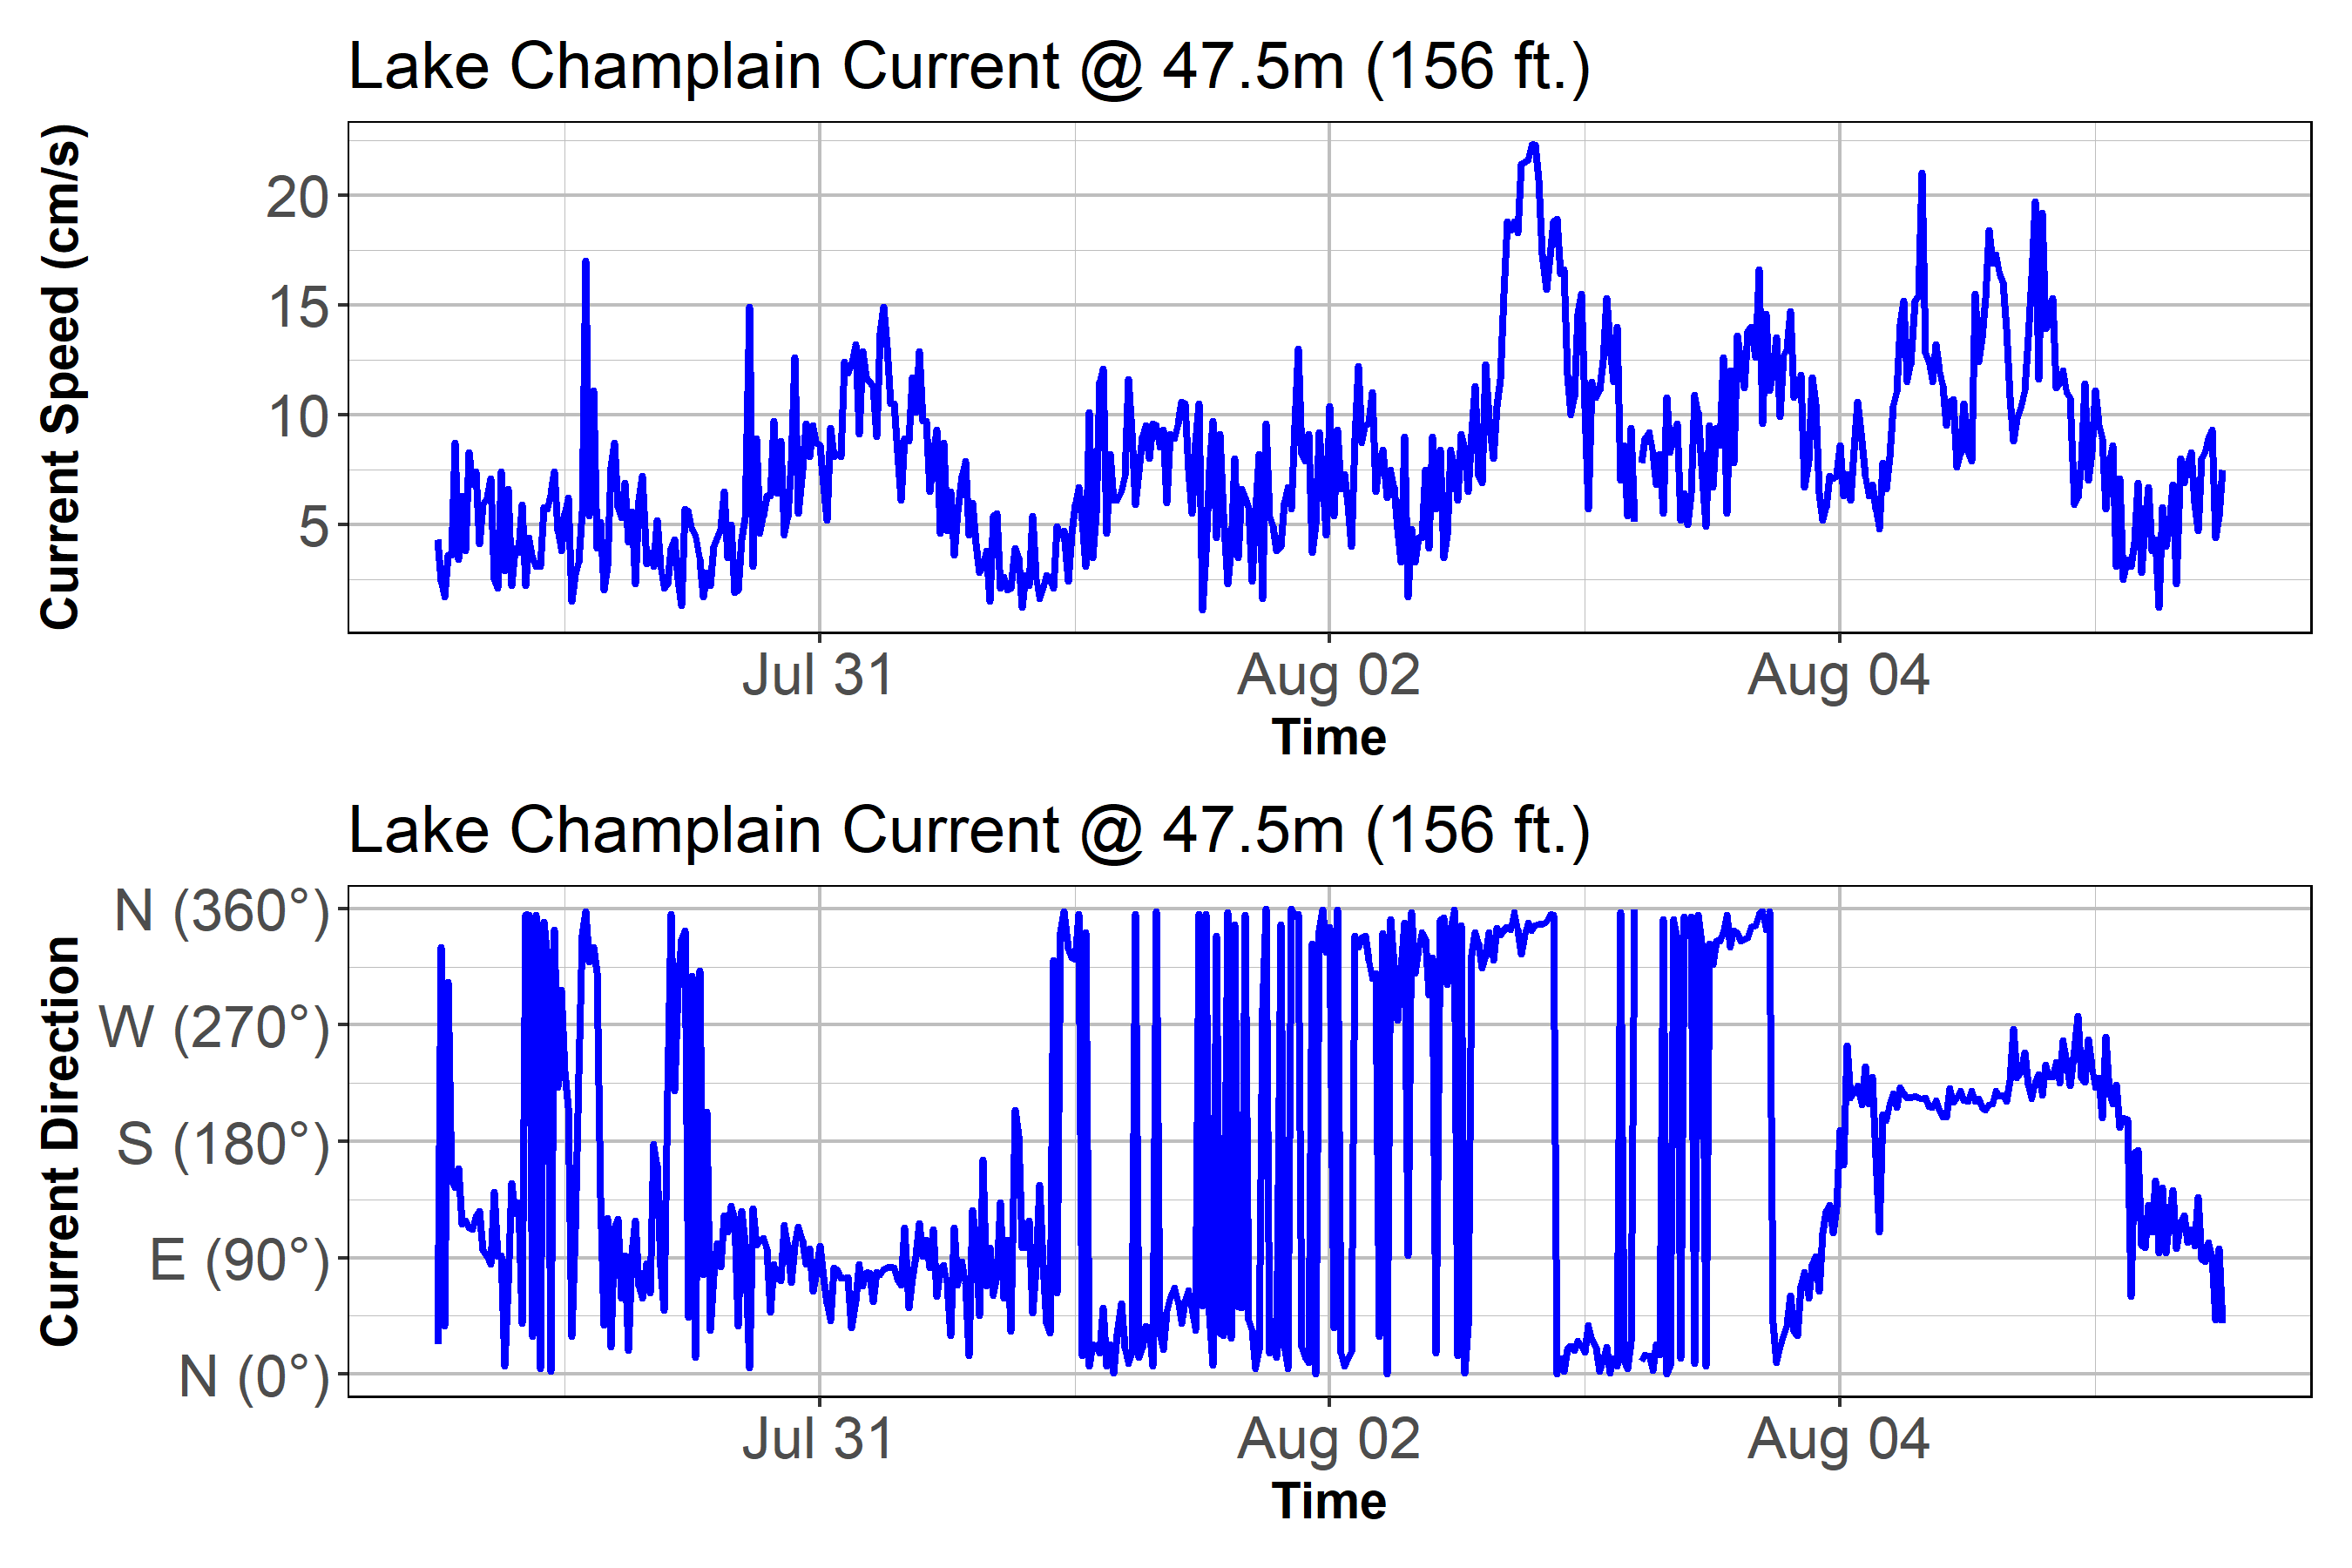 Lake Champlain Current @ 47.5m (156 ft.)
Current Speed (cm/s)
20
15
10
5
Jul 31 Aug 02 Aug 04
Time
Lake Champlain Current @ 47.5m (156 ft.)
Current Direction
N (360°)
W (270°)
S (180°)
E (90°)
N (0°)
Jul 31 Aug 02 Aug 04
Time